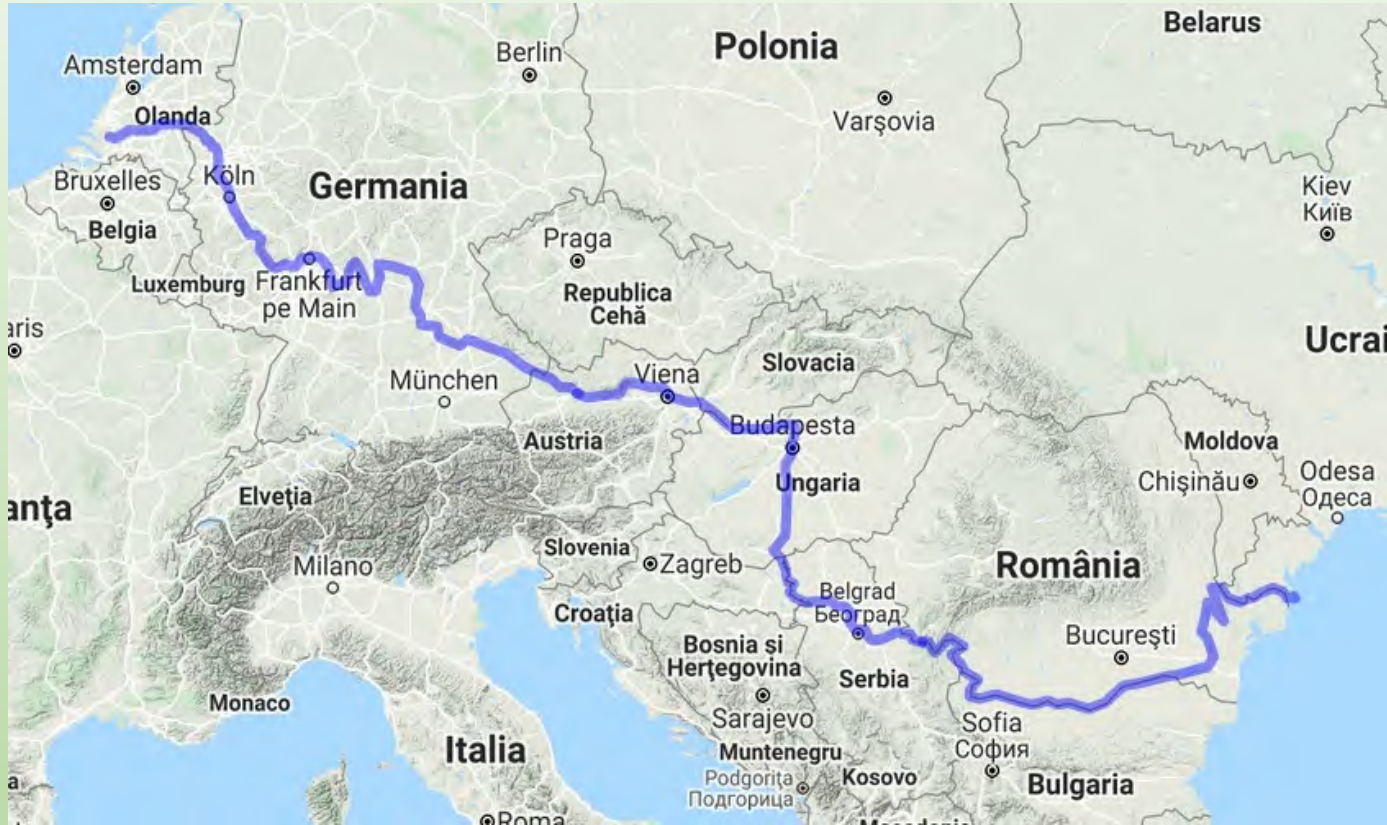 Belarus
Berlin
Polonia
Amsterdam
Olanda
Varşovia
Bruxelles
Köln
Germania
Kiev
Київ
Belgia
Praga
Luxemburg
Frankfurt
pe Main
Republica
Cehă
aris
Ucrai
Slovacia
München
Viena
Budapesta
Austria
Moldova
Ungaria
Chişinău
Odesa
Одеса
Elveţia
anţa
Slovenia
Zagreb
Milano
România
Croaţia
Belgrad
Београд
Bucureşti
Bosnia şi
Herţegovina
Serbia
Monaco
Sarajevo
Sofia
София
Italia
Muntenegru
Podgoriţa
Подгорица
Kosovo
Bulgaria
a
Roma
Macedonia